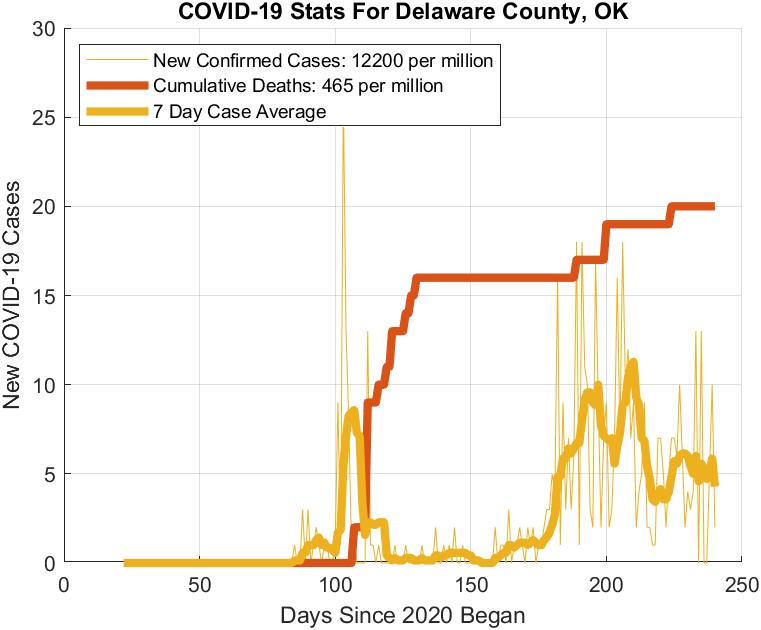 COVID-19 Stats For Delaware County, OK
New Confirmed Cases: 12200 per million
Cumulative Deaths: 465 per million
7 Day Case Average
New COVID-19 Cases
30
25
20
15
10
5
0
0 50 100 150 200 250
Days Since 2020 Began